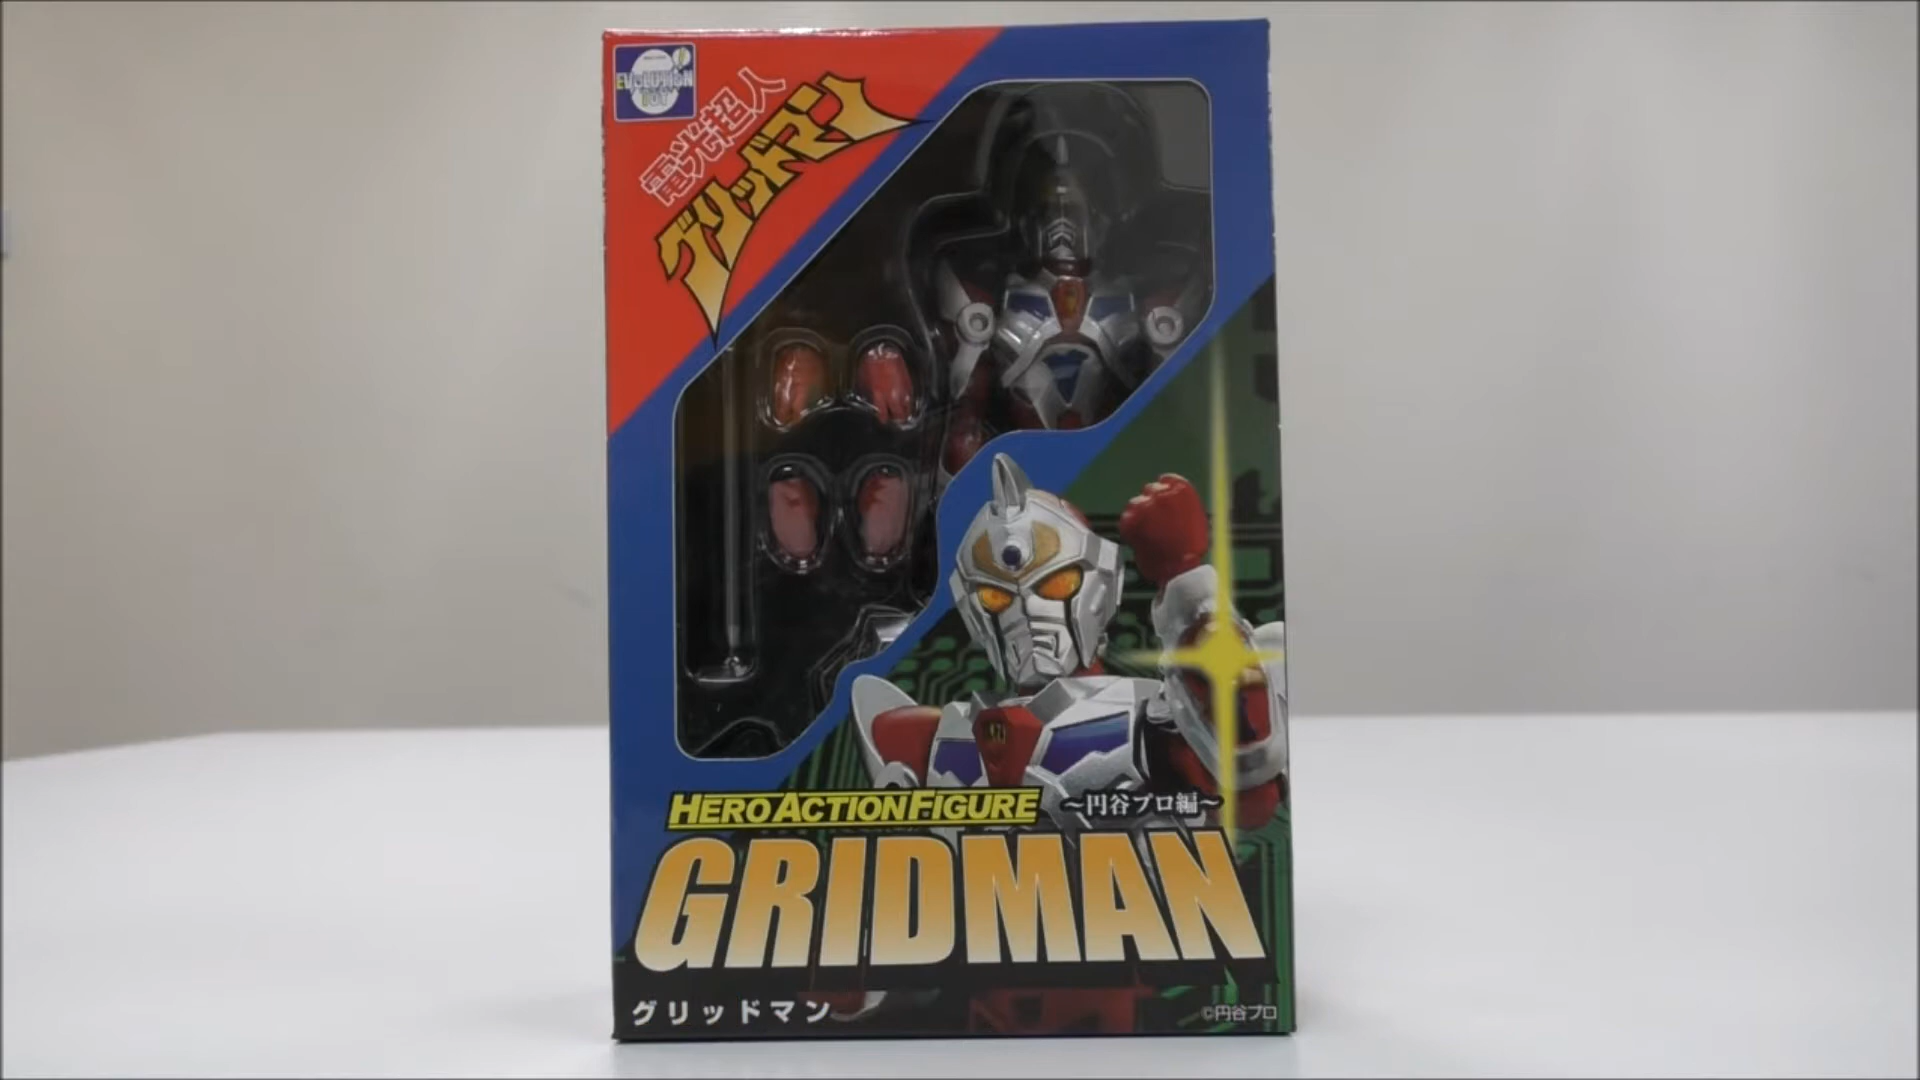 EVOLUTION
TOY
電光超人
グリッドマン
HERO ACTION FIGURE
～円谷プロ編～
GRIDMAN
グリッドマン
©円谷プロ